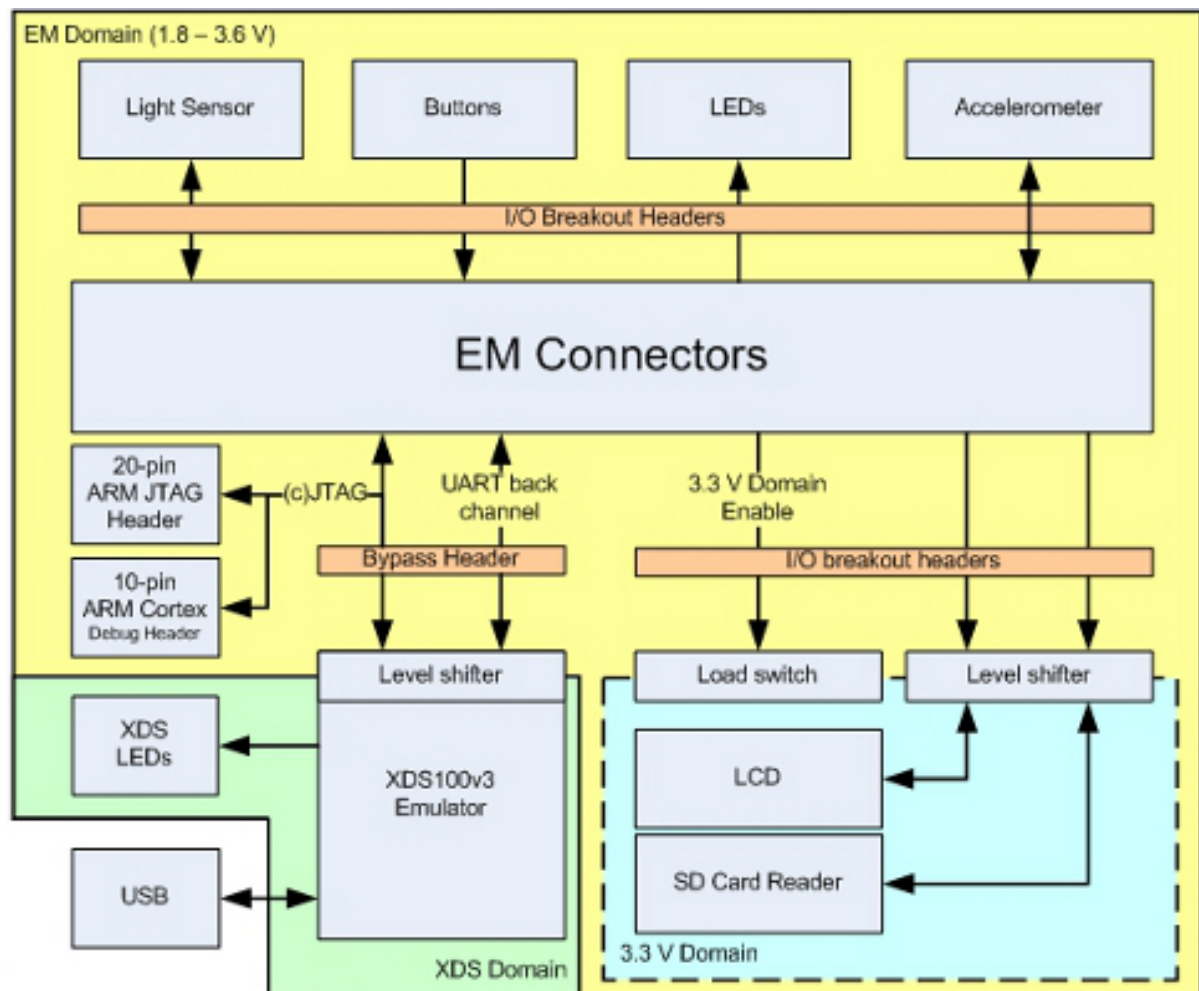 EM Domain (1.8 – 3.6 V)
Light Sensor
Buttons
LEDs
Accelerometer
I/O Breakout Headers
EM Connectors
20-pin
ARM JTAG
Header
(c)JTAG
UART back
channel
3.3 V Domain
Enable
Bypass Header
I/O breakout headers
10-pin
ARM Cortex
Debug Header
Level shifter
Load switch
Level shifter
XDS
LEDs
XDS100v3
Emulator
LCD
USB
SD Card Reader
XDS Domain
3.3 V Domain